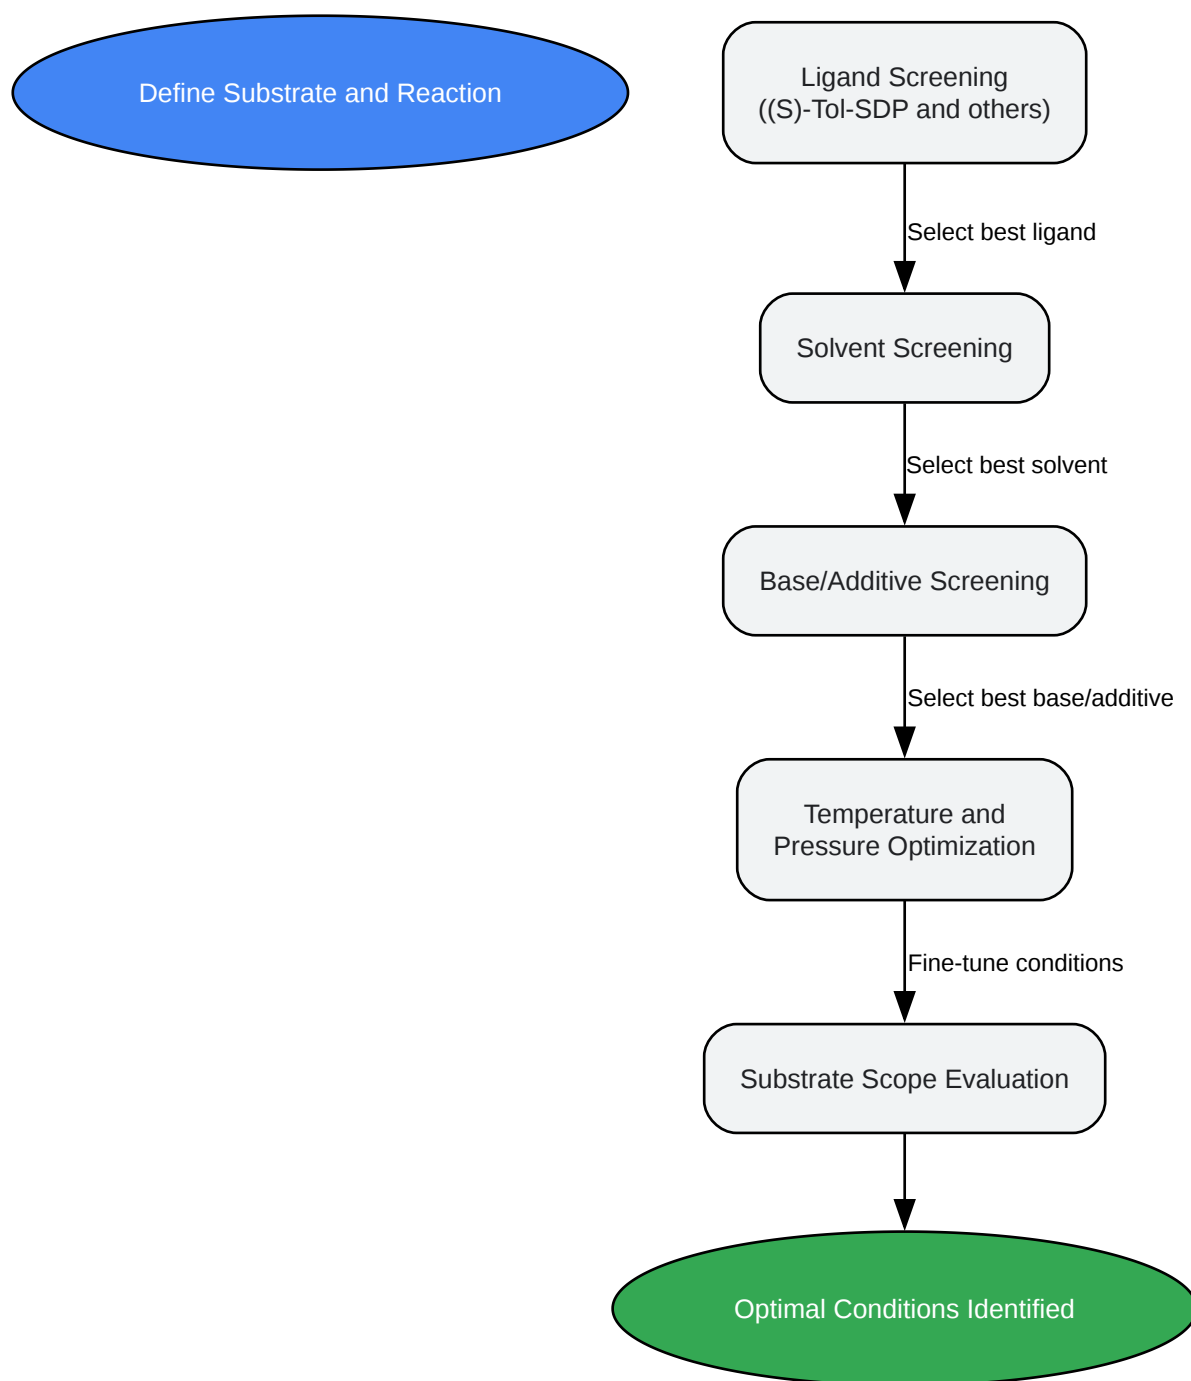 Define Substrate and Reaction
Ligand Screening
((S)-Tol-SDP and others)
Select best ligand
Solvent Screening
Select best solvent
Base/Additive Screening
Select best base/additive
Temperature and
Pressure Optimization
Fine-tune conditions
Substrate Scope Evaluation
Optimal Conditions Identified